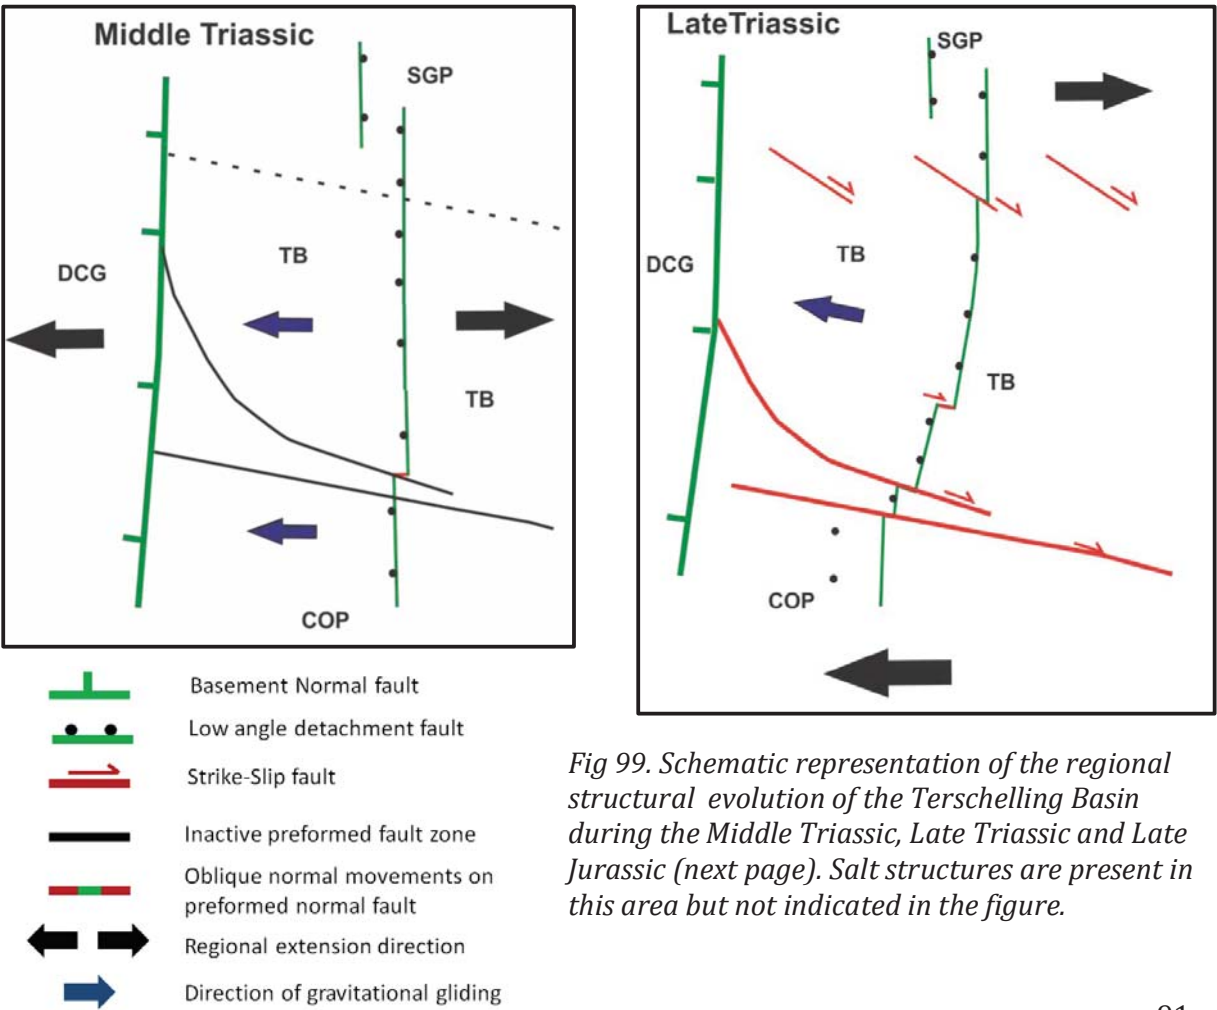 Middle Triassic
SGP
TB
DCG
TB
COP
LateTriassic
SGP
TB
DCG
TB
COP
Basement Normal fault
Low angle detachment fault
Strike-Slip fault
Inactive preformed fault zone
Oblique normal movements on
preformed normal fault
Regional extension direction
Direction of gravitational gliding
Fig 99. Schematic representation of the regional
structural evolution of the Terschelling Basin
during the Middle Triassic, Late Triassic and Late
Jurassic (next page). Salt structures are present in
this area but not indicated in the figure.